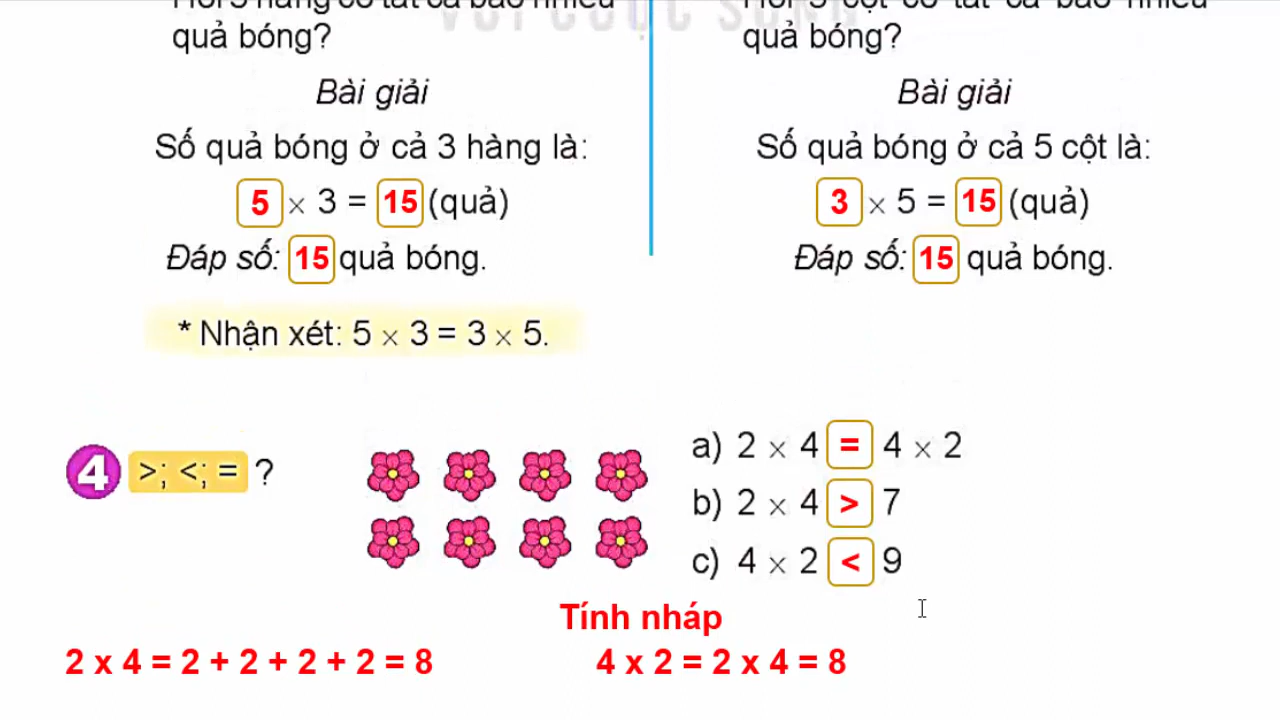 quả bóng?
Bài giải
Số quả bóng ở cả 3 hàng là:
5 × 3 = 15 (quả)
Đáp số: 15 quả bóng.
* Nhận xét: 5 × 3 = 3 × 5.
quả bóng?
Bài giải
Số quả bóng ở cả 5 cột là:
3 × 5 = 15 (quả)
Đáp số: 15 quả bóng.
4 >; <; = ?
a) 2 × 4 = 4 × 2
b) 2 × 4 > 7
c) 4 × 2 < 9
Tính nháp
2 x 4 = 2 + 2 + 2 + 2 = 8
4 x 2 = 2 x 4 = 8